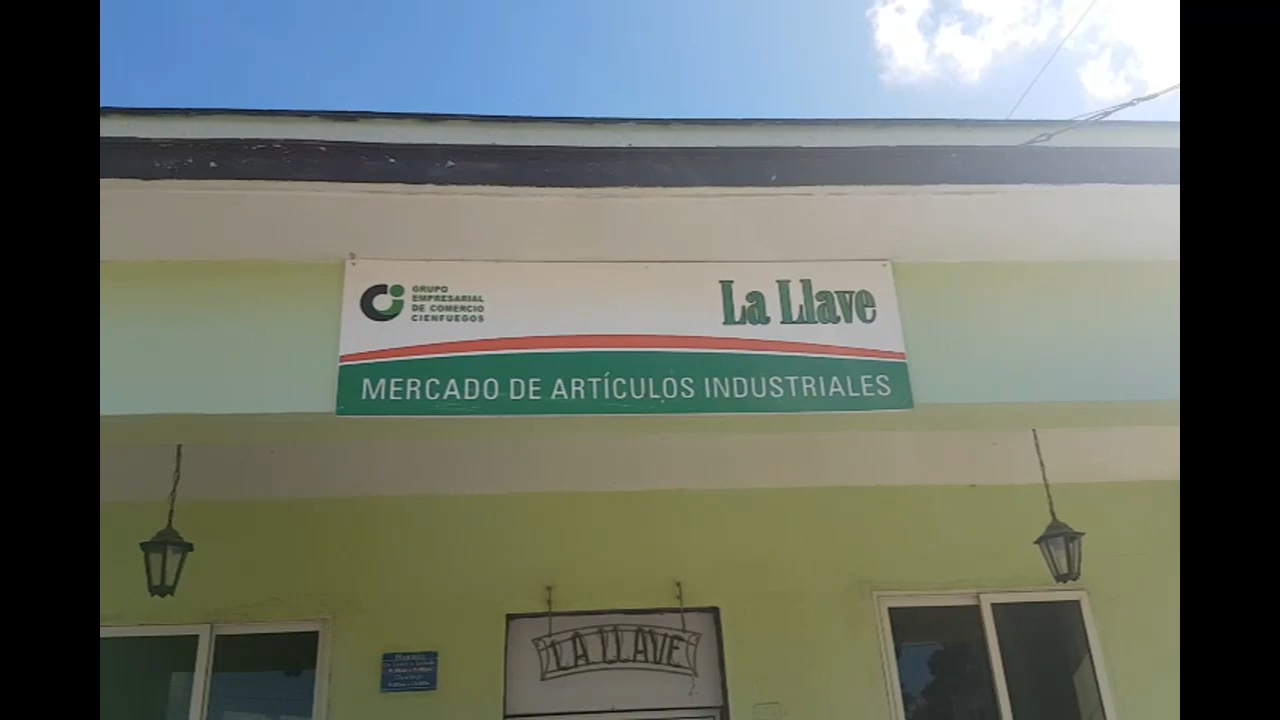 GRUPO
EMPRESARIAL
DE COMERCIO
CIENFUEGOS
La Llave
MERCADO DE ARTÍCULOS INDUSTRIALES
LA LLAVE